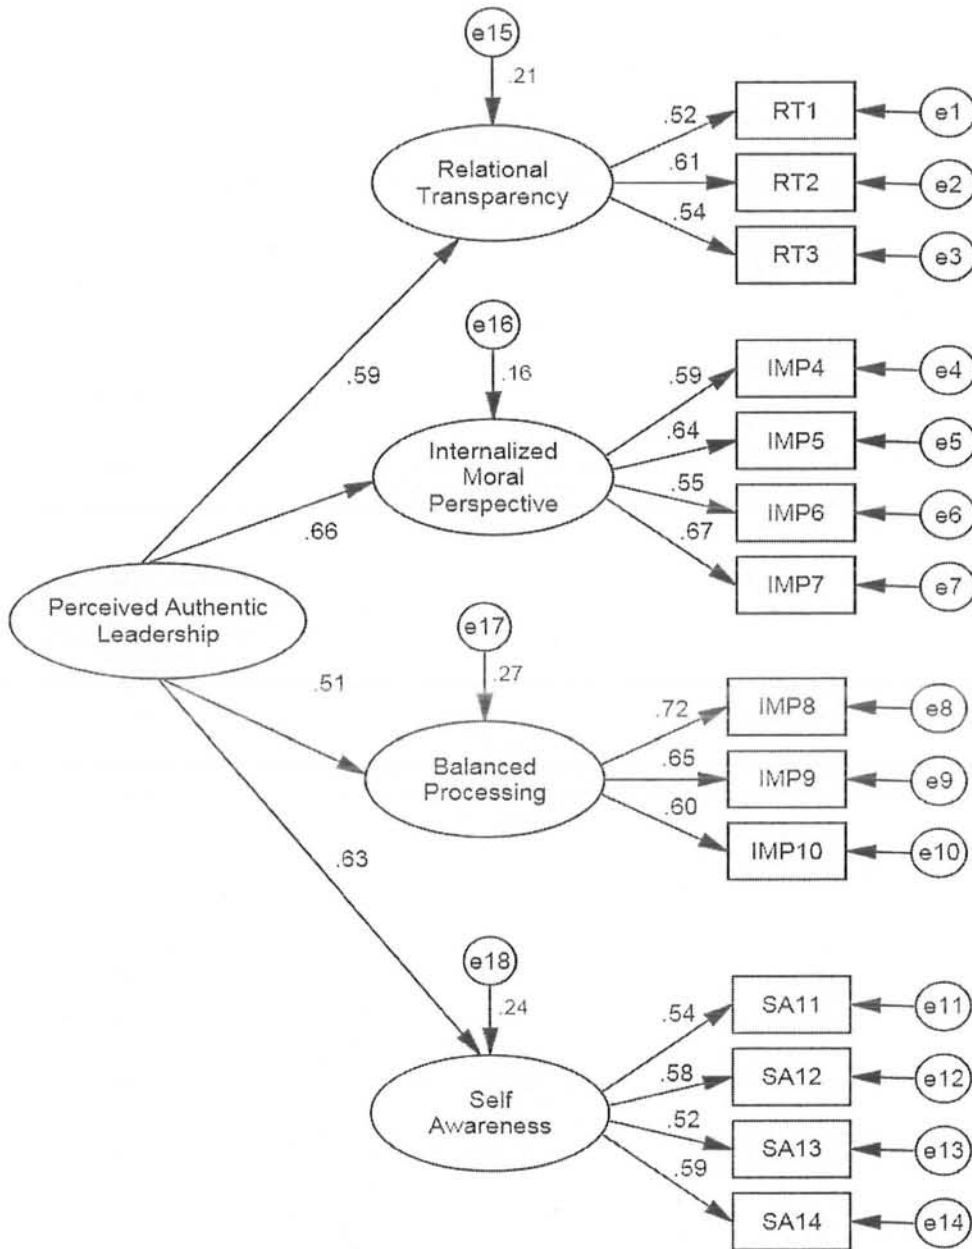 e15
.21
Relational
Transparency
.52
RT1
e1
.61
RT2
e2
.54
RT3
e3
.59
e16
.16
Internalized
Moral
Perspective
.59
IMP4
e4
.64
IMP5
e5
.55
IMP6
e6
.67
IMP7
e7
.66
Perceived Authentic
Leadership
.51
e17
.27
Balanced
Processing
.72
IMP8
e8
.65
IMP9
e9
.60
IMP10
e10
.63
e18
.24
Self
Awareness
.54
SA11
e11
.58
SA12
e12
.52
SA13
e13
.59
SA14
e14